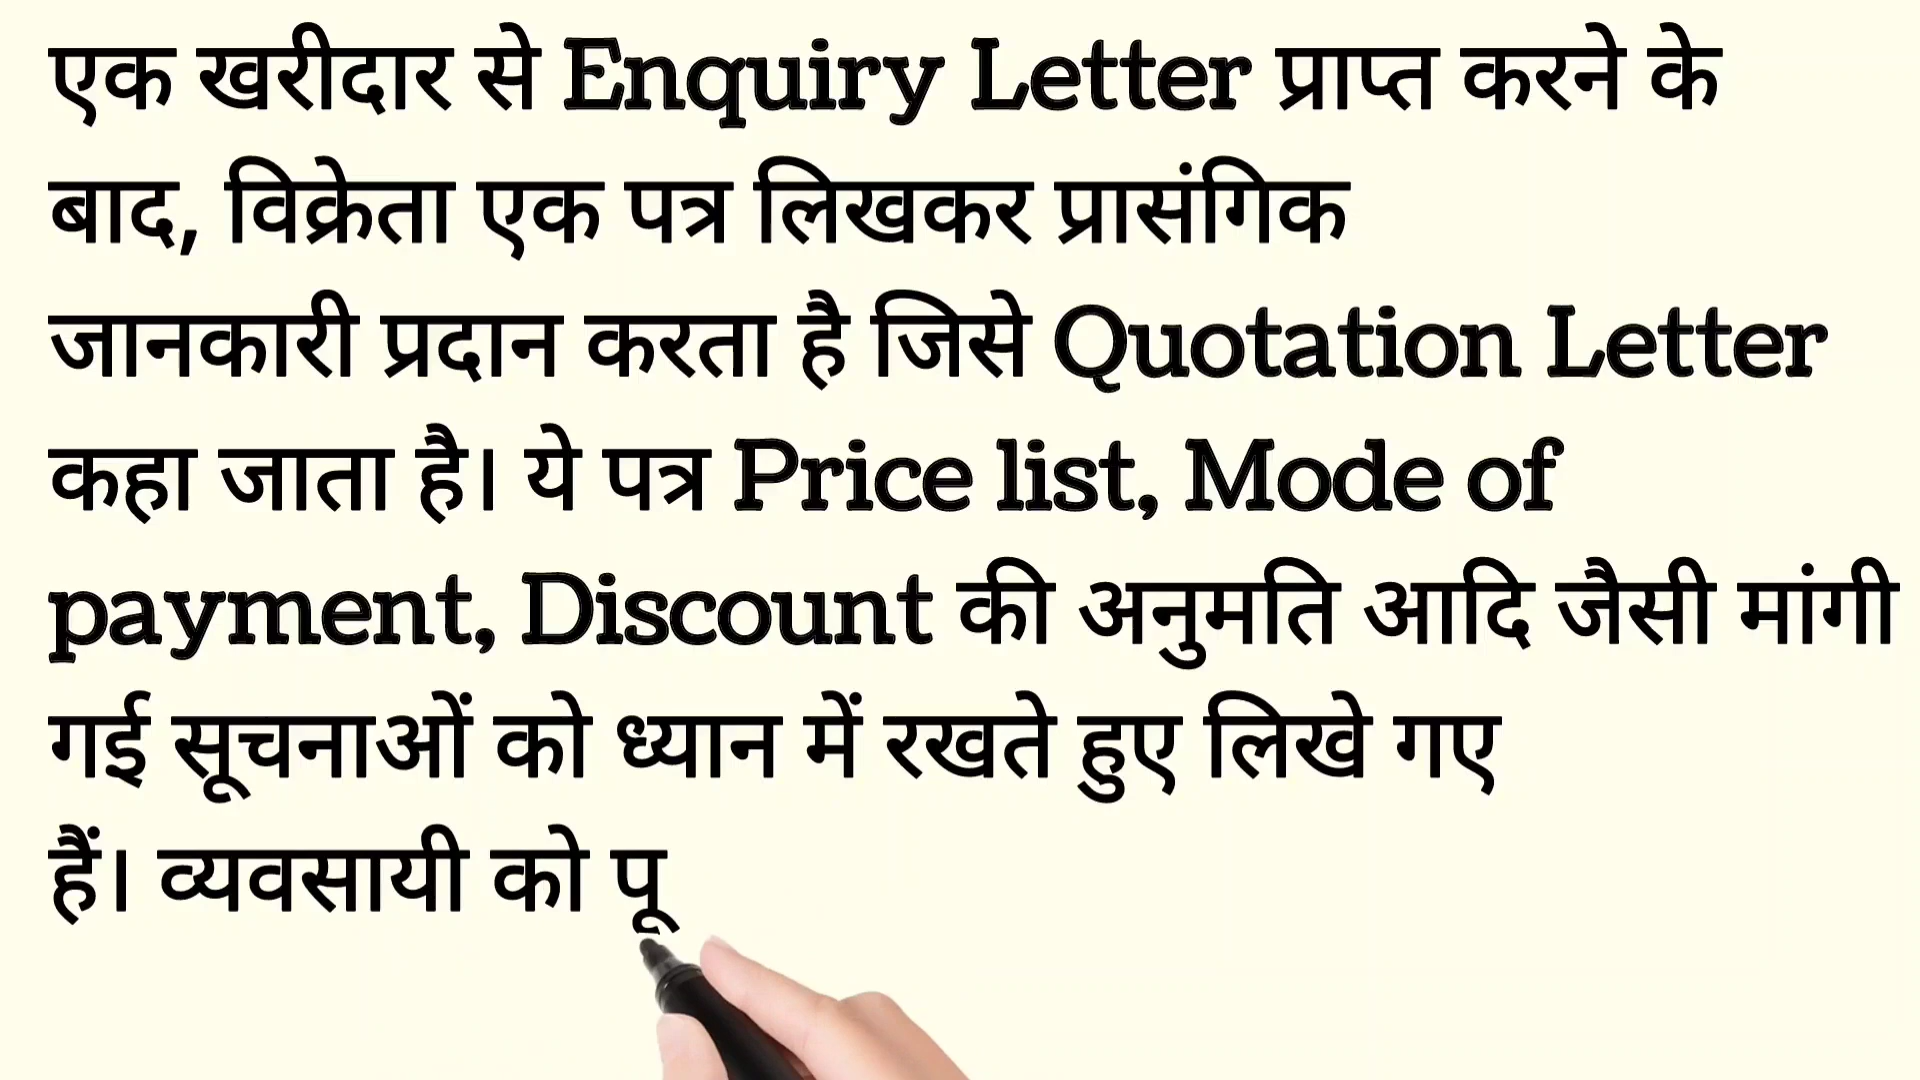 एक खरीदार से Enquiry Letter प्राप्त करने के
बाद, विक्रेता एक पत्र लिखकर प्रासंगिक
जानकारी प्रदान करता है जिसे Quotation Letter
कहा जाता है। ये पत्र Price list, Mode of
payment, Discount की अनुमति आदि जैसी मांगी
गई सूचनाओं को ध्यान में रखते हुए लिखे गए
हैं। व्यवसायी को पू